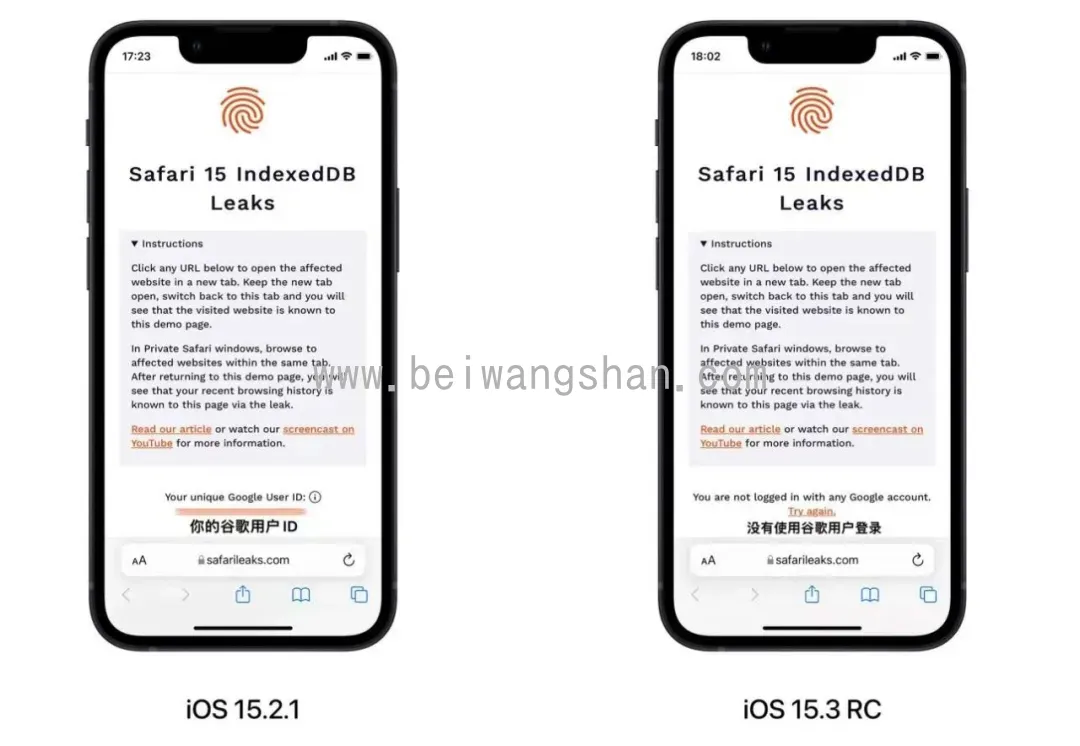 17:23
Safari 15 IndexedDB
Leaks
▼ Instructions
Click any URL below to open the affected
website in a new tab. Keep the new tab
open, switch back to this tab and you will
see that the visited website is known to
this demo page.
In Private Safari windows, browse to
affected websites within the same tab.
After returning to this demo page, you will
see that your recent browsing history is
known to this page via the leak.
Read our article or watch our screencast on
YouTube for more information.
Your unique Google User ID:
你的谷歌用户ID
AA safarileaks.com
iOS 15.2.1
18:02
Safari 15 IndexedDB
Leaks
▼ Instructions
Click any URL below to open the affected
website in a new tab. Keep the new tab
open, switch back to this tab and you will
see that the visited website is known to
this demo page.
In Private Safari windows, browse to
affected websites within the same tab.
After returning to this demo page, you will
see that your recent browsing history is
known to this page via the leak.
Read our article or watch our screencast on
YouTube for more information.
You are not logged in with any Google account.
Try again.
没有使用谷歌用户登录
AA safarileaks.com
iOS 15.3 RC
www.beiwangshan.com